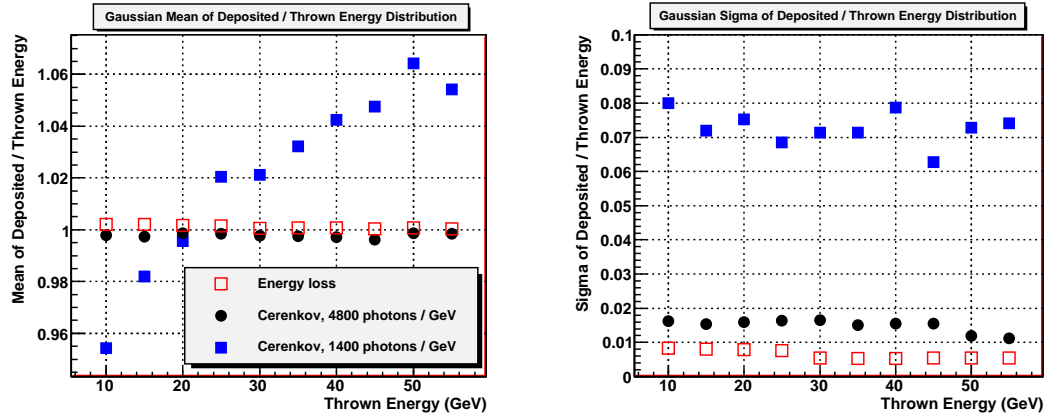 Gaussian Mean of Deposited / Thrown Energy Distribution
Mean of Deposited / Thrown Energy
1.06
1.04
1.02
1
0.98
0.96
Energy loss
Cerenkov, 4800 photons / GeV
Cerenkov, 1400 photons / GeV
10 20 30 40 50
Thrown Energy (GeV)
Gaussian Sigma of Deposited / Thrown Energy Distribution
Sigma of Deposited / Thrown Energy
0.1
0.09
0.08
0.07
0.06
0.05
0.04
0.03
0.02
0.01
0
10 20 30 40 50
Thrown Energy (GeV)